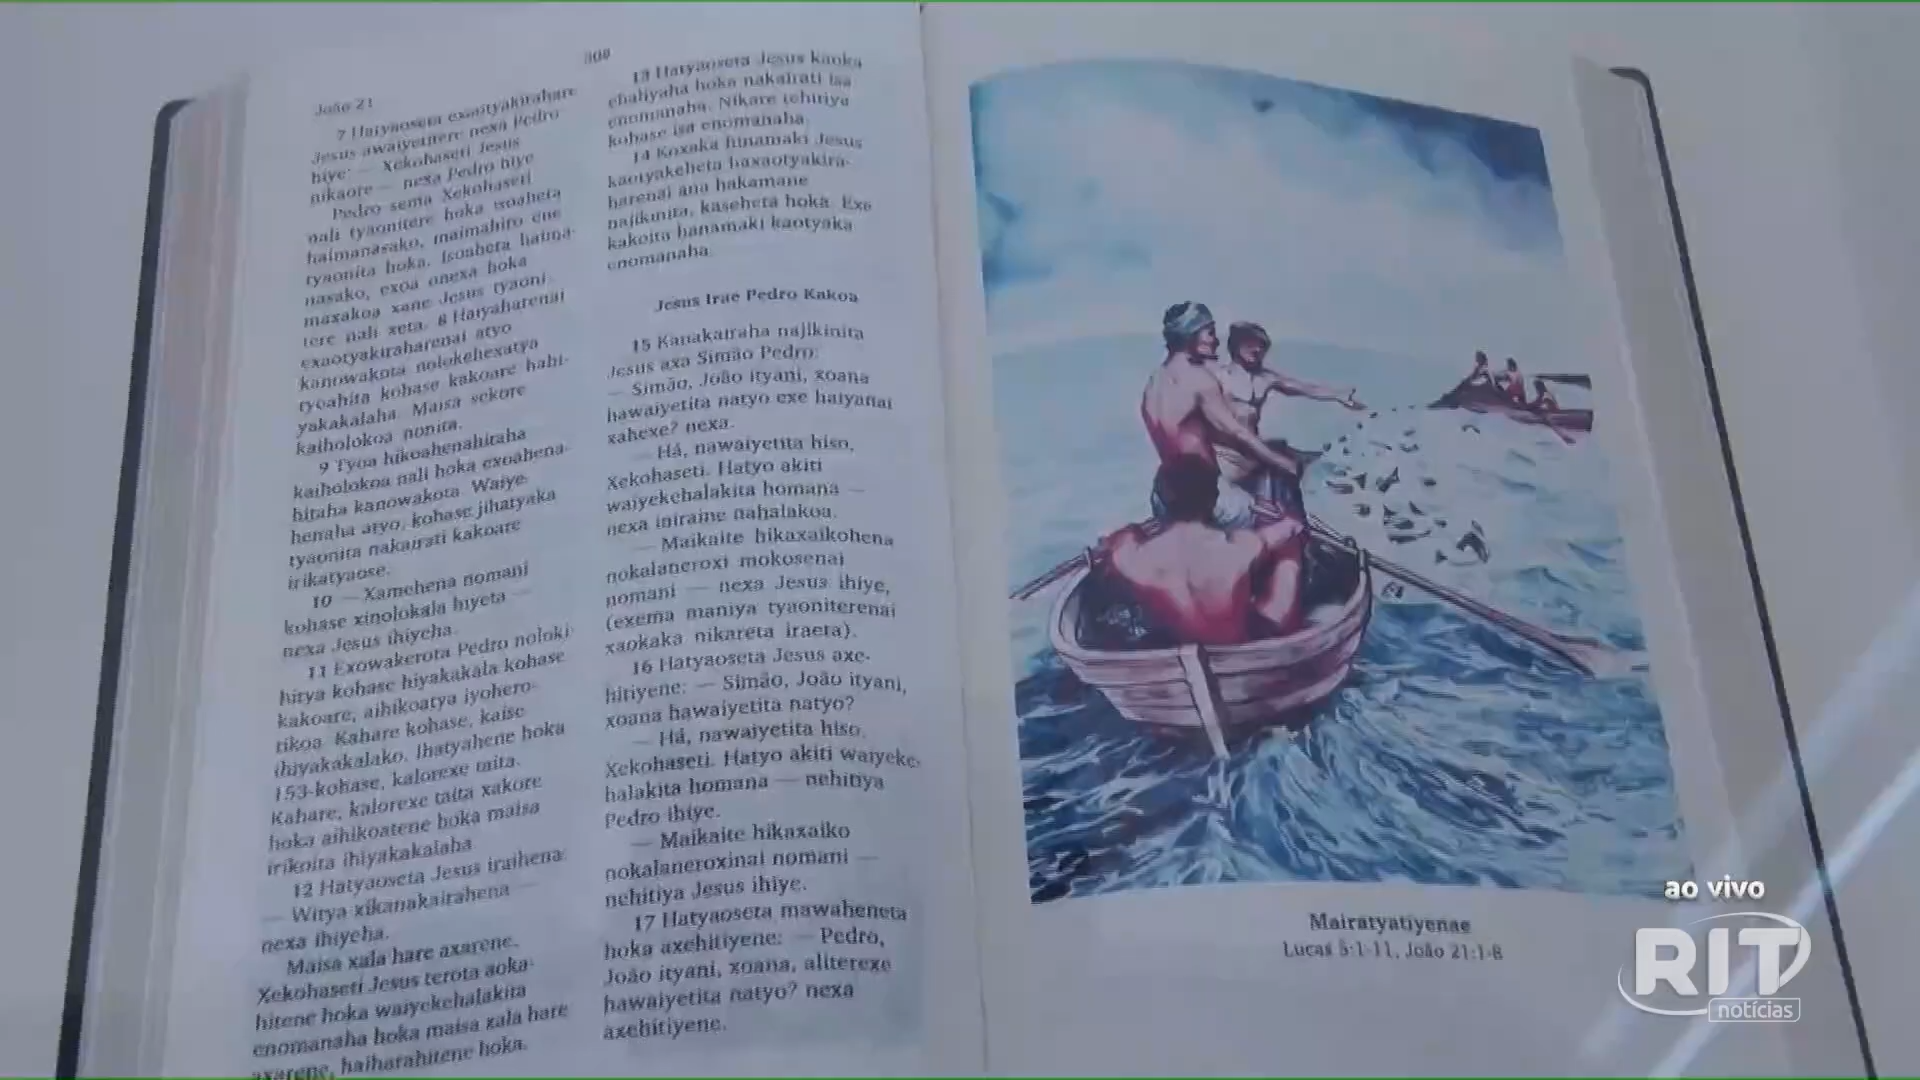 308
João 21
7 Hatyaoseta exaotyakirahare
Jesus awaiyetitere nexa Pedro
hiye: — Xekohaseti Jesus
nikaore — nexa Pedro hiye
Pedro sema Xekohaseti
nali tyaonitere hoka isoaheta
haimanasako, maimahiro ene
tyaonita hoka. Isoaheta haima-
nasako, exoa onexa hoka
maxakoa xane Jesus tyaoni-
tere nali xeta. 8 Haiyaharenai
exaotyakiraharenai atyo
kanowakota nolokehexatya
tyoahita kohase kakoare hahi-
yakakalaha. Maisa sekore
kaiholokoa nonita.
9 Tyoa hikoahenahitaha
kaiholokoa nali hoka exoahena-
hitaha kanowakota. Waiye-
henaha atyo, kohase jihatyaka
tyaonita nakairati kakoare
irikatyaose.
10 — Xamehena nomani
kohase xinolokala hiyeta —
nexa Jesus ihiyeha.
11 Exowakerota Pedro noloki-
hitya kohase hiyakakala kohase
kakoare, aihikoatya iyohero-
tikoa. Kahare kohase, kaise
ihiyakakalako. Ihatyahene hoka
153-kohase, kalorexe taita.
Kahare, kalorexe taita xakore
hoka aihikoatene hoka maisa
irikoita ihiyakakalaha.
12 Hatyaoseta Jesus iraihena:
— Witya xikanakairahena —
nexa ihiyeha.
Maisa xala hare axarene.
Xekohaseti Jesus terota aoka-
hitene hoka waiyekehalakita
enomanaha hoka maisa xala hare
axarene, haiharahitene hoka.
13 Hatyaoseta Jesus kaoka
ehaliyaha hoka nakairati isa
enomanaha. Nikare tehitiya
kohase isa enomanaha.
14 Koxaka hinamaki Jesus
kaotyakeheta haxaotyakira-
harenai ana hakamane
najikinita, kaseheta hoka. Exe
kakoita hanamaki kaotyaka
enomanaha.
Jesus Irae Pedro Kakoa
15 Kanakairaha najikinita
Jesus axa Simão Pedro:
— Simão, João ityani, xoana
hawaiyetita natyo exe haiyanai
xahexe? nexa.
— Há, nawaiyetita hiso,
Xekohaseti. Hatyo akiti
waiyekehalakita homana —
nexa iniraine nahalakoa.
— Maikaite hikaxaikohena
nokalaneroxi mokosenai
nomani — nexa Jesus ihiye,
(exema maniya tyaoniterenai
xaokaka nikareta iraeta).
16 Hatyaoseta Jesus axe-
hitiyene: — Simão, João ityani,
xoana hawaiyetita natyo?
— Há, nawaiyetita hiso,
Xekohaseti. Hatyo akiti waiyeke-
halakita homana — nehitiya
Pedro ihiye.
— Maikaite hikaxaiko
nokalaneroxinai nomani —
nehitiya Jesus ihiye.
17 Hatyaoseta mawaheneta
hoka axehitiyene: — Pedro,
João ityani, xoana, aliterexe
hawaiyetita natyo? nexa
axehitiyene.
Mairatyatiyenae
Lucas 5:1-11, João 21:1-8
ao vivo
RIT
notícias